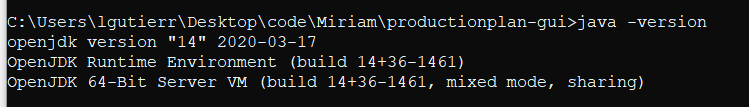 C:\Users\lgutierr\Desktop\code\Miriam\productionplan-gui>java -version
openjdk version "14" 2020-03-17
OpenJDK Runtime Environment (build 14+36-1461)
OpenJDK 64-Bit Server VM (build 14+36-1461, mixed mode, sharing)